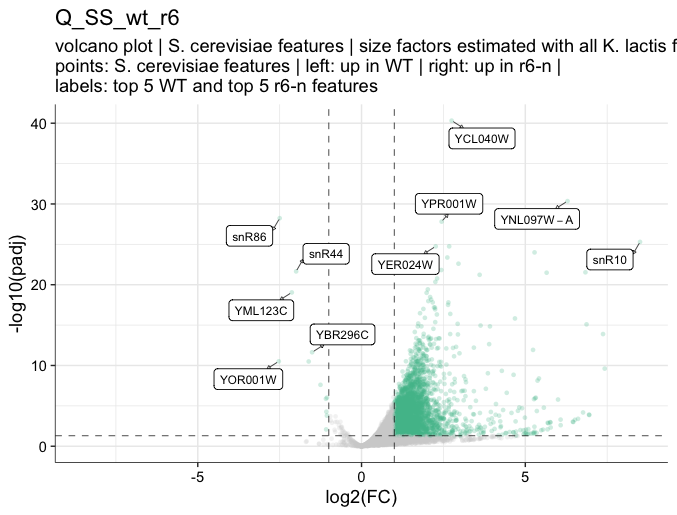 Q_SS_wt_r6
volcano plot | S. cerevisiae features | size factors estimated with all K. lactis f
points: S. cerevisiae features | left: up in WT | right: up in r6-n |
labels: top 5 WT and top 5 r6-n features
40
YCL040W
30
YPR001W
YNL097W – A
snR86
snR44
YER024W
snR10
20
YML123C
YBR296C
10
YOR001W
0
-log10(padj)
-5
0
5
log2(FC)